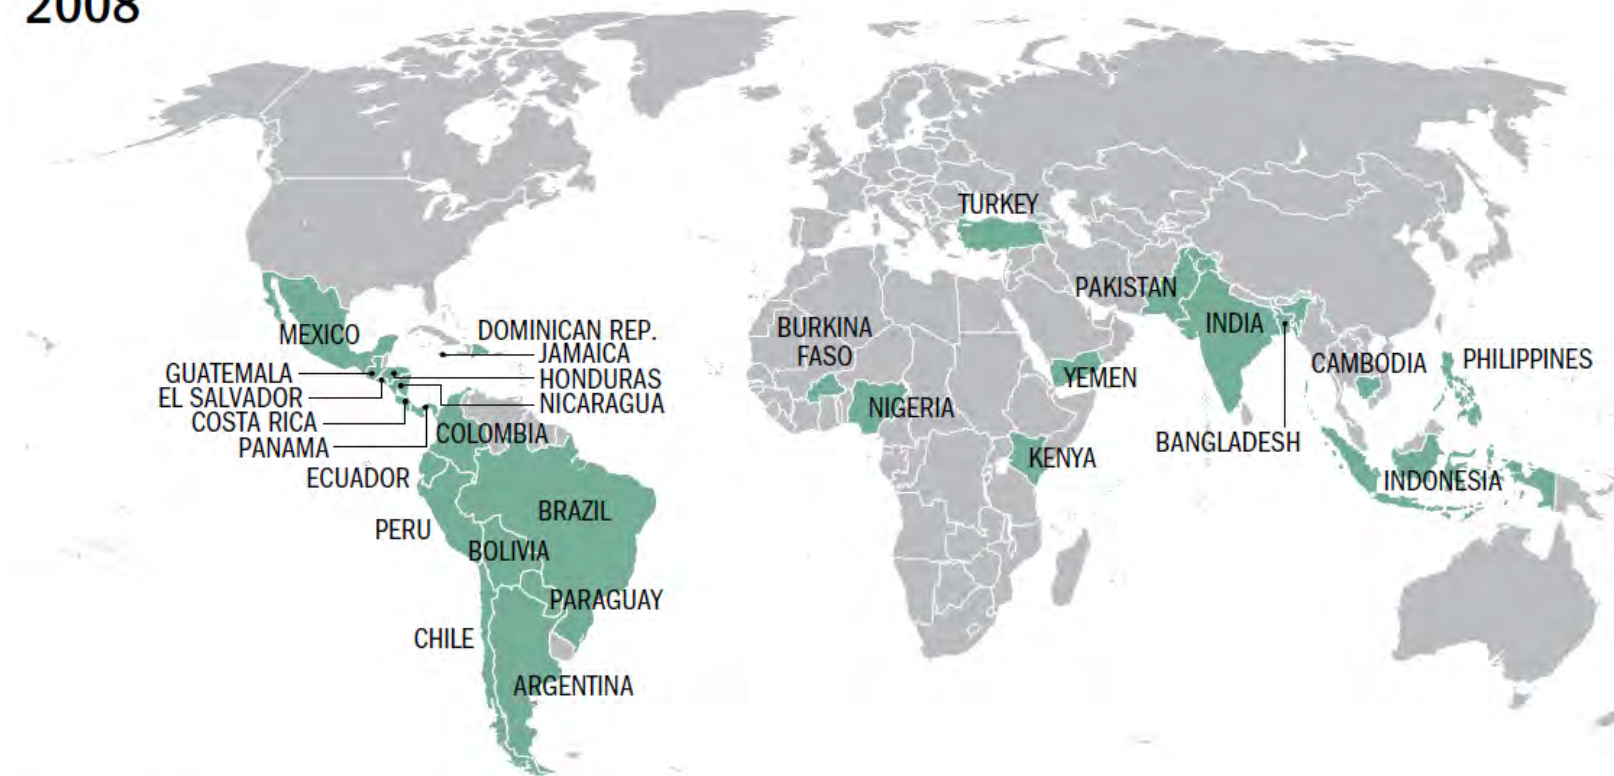 2008
TURKEY
PAKISTAN
INDIA
MEXICO
DOMINICAN REP.
JAMAICA
BURKINA
FASO
CAMBODIA
PHILIPPINES
GUATEMALA
HONDURAS
YEMEN
EL SALVADOR
NICARAGUA
NIGERIA
COSTA RICA
PANAMA
COLOMBIA
BANGLADESH
KENYA
ECUADOR
INDONESIA
BRAZIL
PERU
BOLIVIA
PARAGUAY
CHILE
ARGENTINA